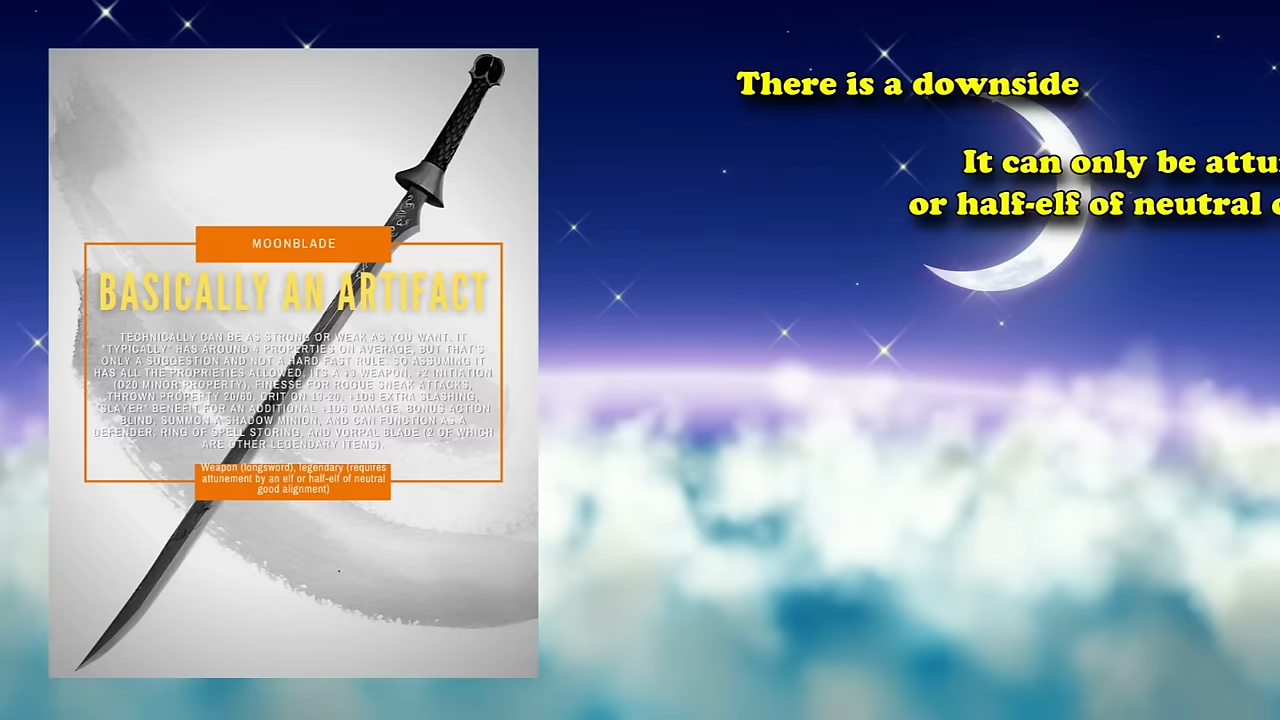 MOONBLADE
BASICALLY AN ARTIFACT
TECHNICALLY CAN BE AS STRONG OR WEAK AS YOU WANT. IT
"TYPICALLY" HAS AROUND 4 PROPERTIES ON AVERAGE, BUT THAT'S
ONLY A SUGGESTION AND NOT A HARD FAST RULE. SO ASSUMING IT
HAS ALL THE PROPRIETIES ALLOWED, ITS A +3 WEAPON, +2 INITIATION
(D20 MINOR PROPERTY), FINESSE FOR ROGUE SNEAK ATTACKS,
THROWN PROPERTY 20/60, CRIT ON 19-20, +1D6 EXTRA SLASHING,
"SLAYER" BENEFIT FOR AN ADDITIONAL +1D6 DAMAGE, BONUS ACTION
BLIND, SUMMON A SHADOW MINION, AND CAN FUNCTION AS A
DEFENDER, RING OF SPELL STORING, AND VORPAL BLADE (2 OF WHICH
ARE OTHER LEGENDARY ITEMS).
Weapon (longsword), legendary (requires
attunement by an elf or half-elf of neutral
good alignment)
There is a downside
It can only be attu
or half-elf of neutral